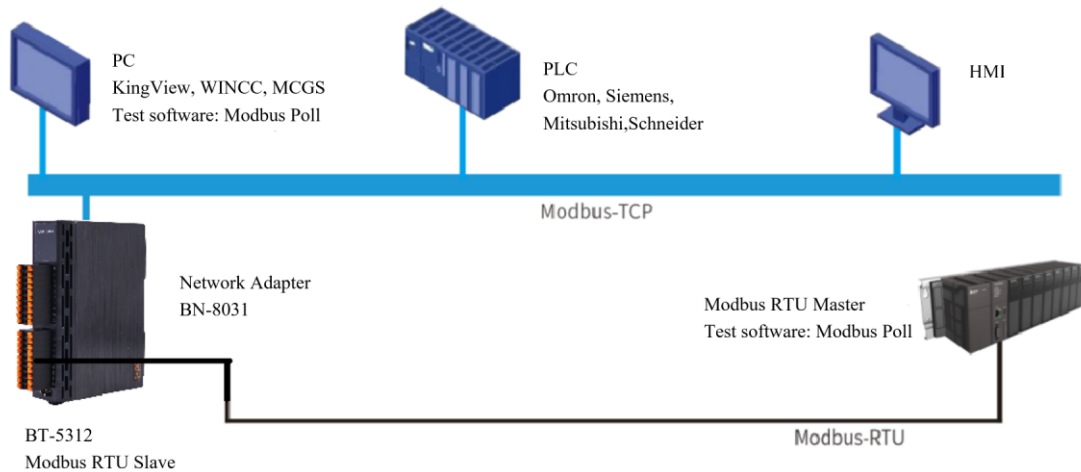 PC
KingView, WINCC, MCGS
Test software: Modbus Poll
PLC
Omron, Siemens,
Mitsubishi,Schneider
HMI
Modbus-TCP
Network Adapter
BN-8031
Modbus RTU Master
Test software: Modbus Poll
BT-5312
Modbus RTU Slave
Modbus-RTU